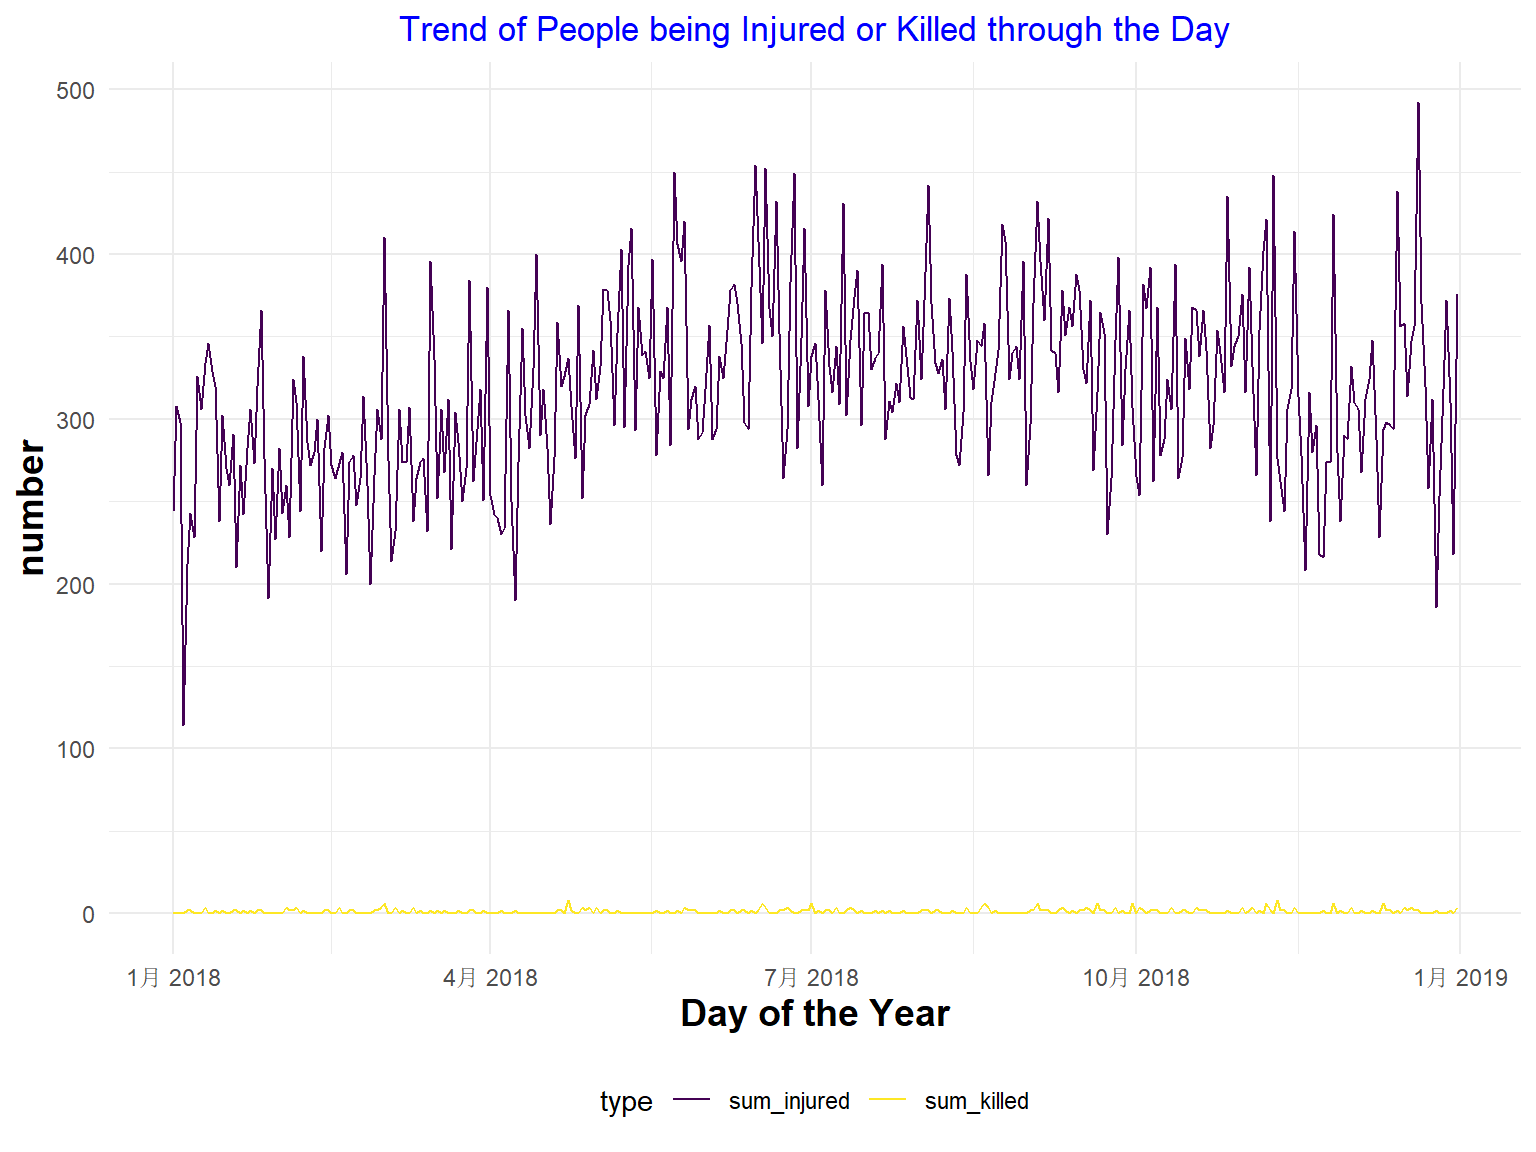 Trend of People being Injured or Killed through the Day
500
400
300
200
100
0
number
1月 2018 4月 2018 7月 2018 10月 2018 1月 2019
Day of the Year
type sum_injured sum_killed